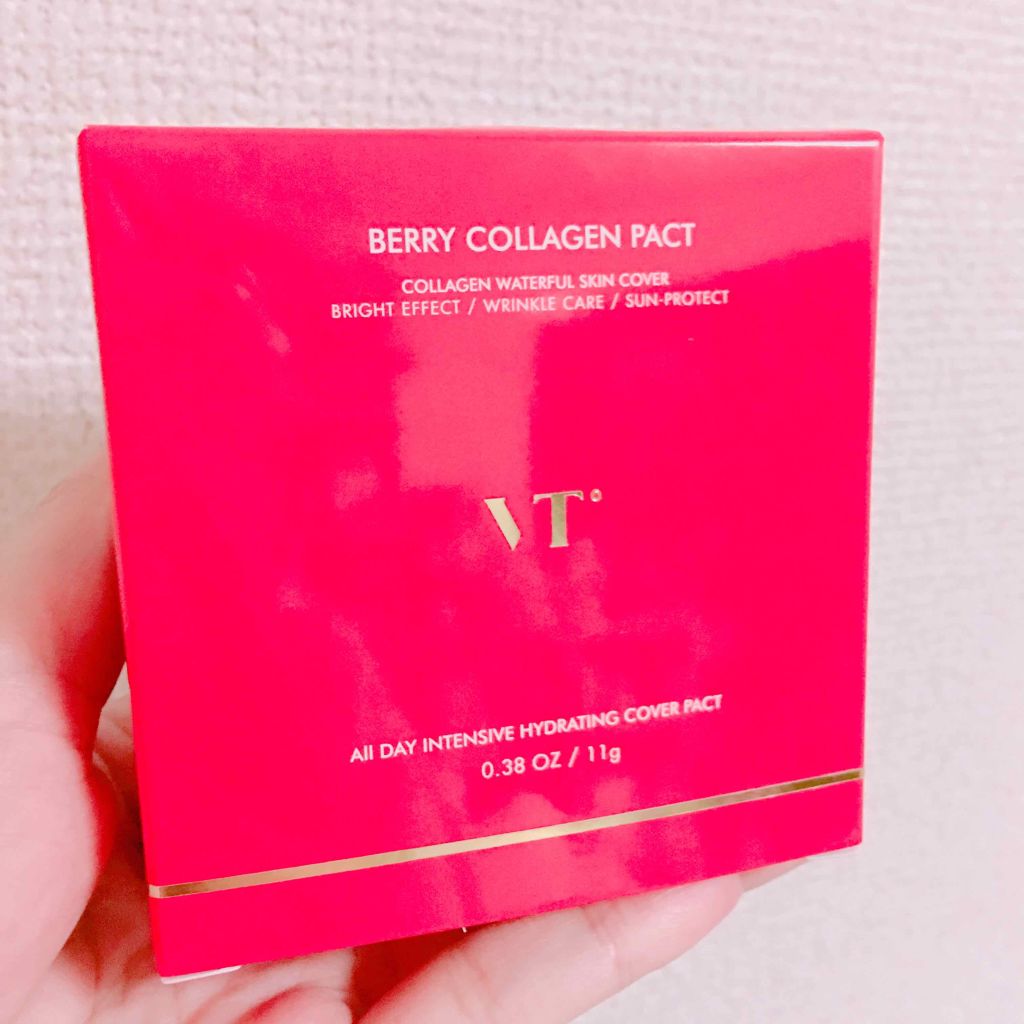 BERRY COLLAGEN PACT
COLLAGEN WATERFUL SKIN COVER
BRIGHT EFFECT / WRINKLE CARE / SUN-PROTECT
VT
All DAY INTENSIVE HYDRATING COVER PACT
0.38 OZ / 11g